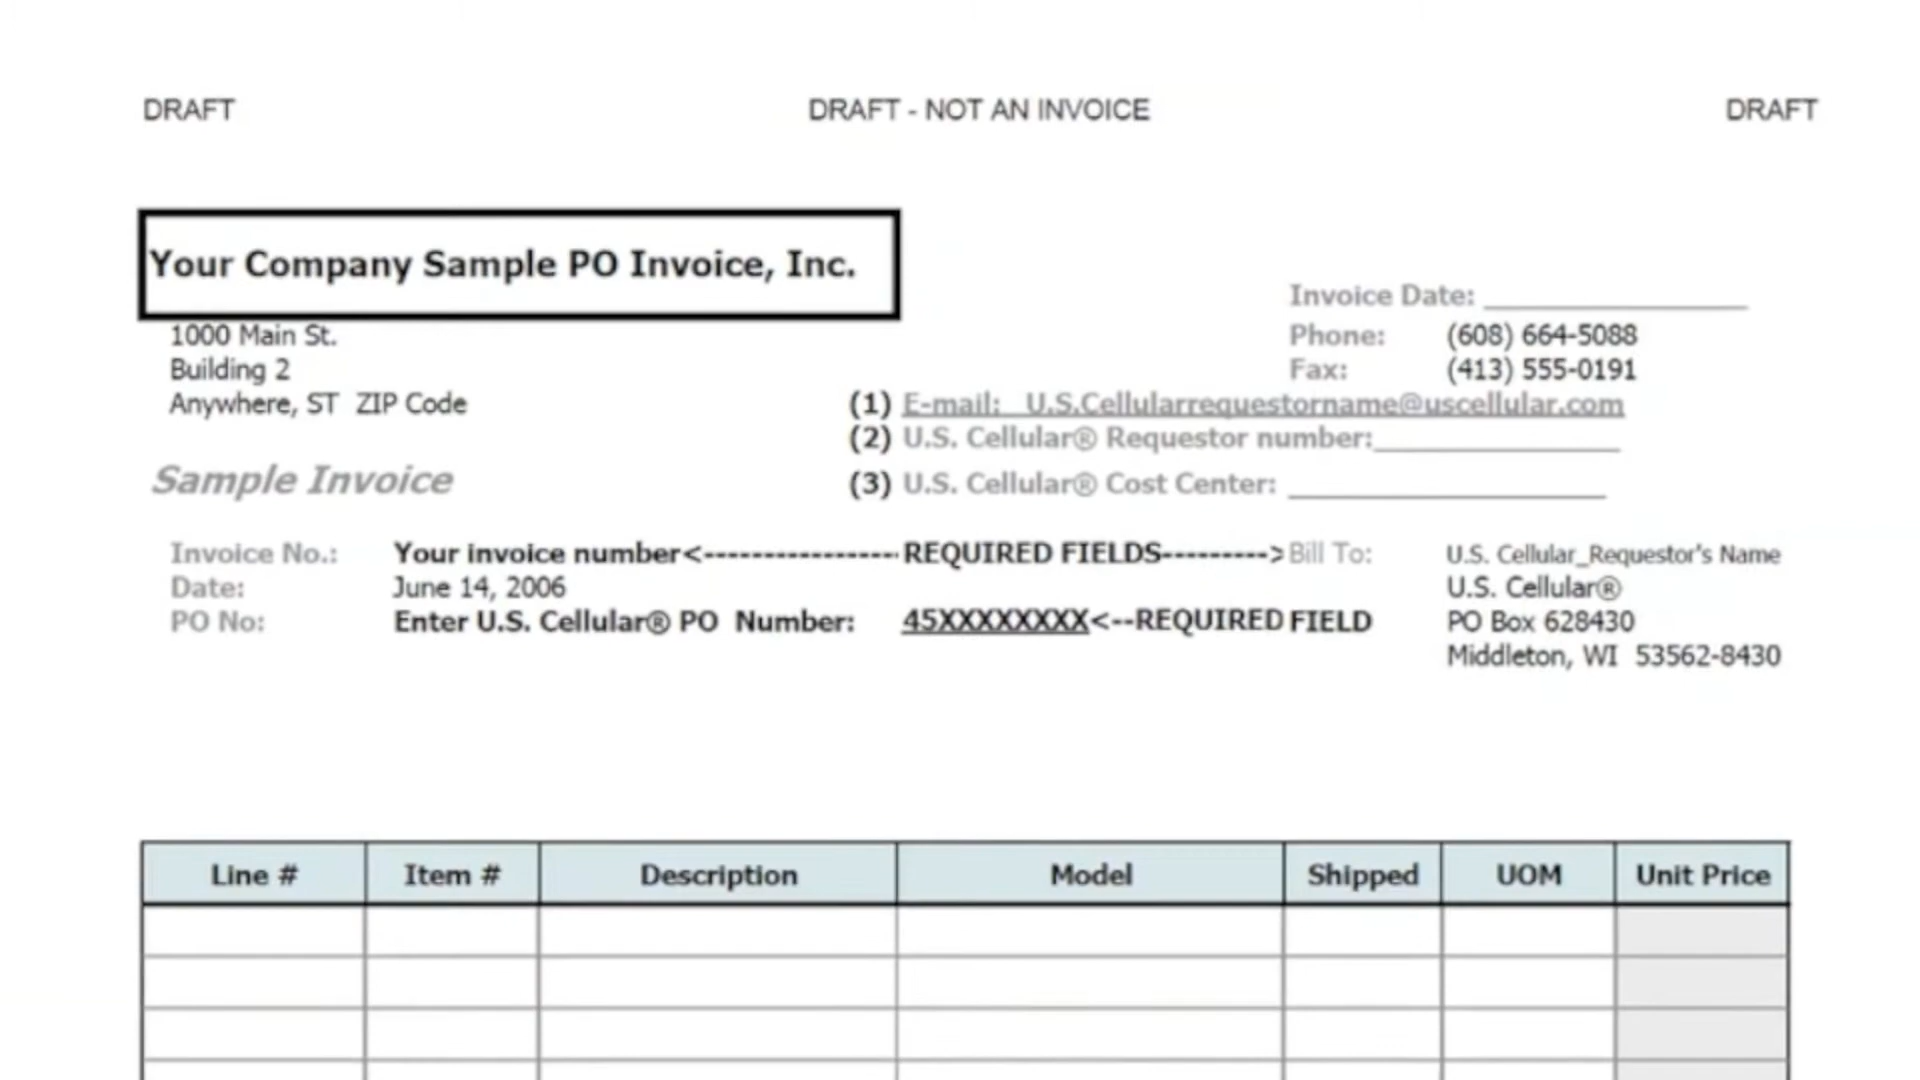 DRAFT DRAFT - NOT AN INVOICE DRAFT
Your Company Sample PO Invoice, Inc.
Invoice Date: _______________
1000 Main St. Phone: (608) 664-5088
Building 2 Fax: (413) 555-0191
Anywhere, ST ZIP Code (1) E-mail: U.S.Cellularrequestorname@uscellular.com
(2) U.S. Cellular® Requestor number:______________
Sample Invoice (3) U.S. Cellular® Cost Center: __________________
Invoice No.: Your invoice number<----------------REQUIRED FIELDS---------> Bill To: U.S. Cellular_Requestor's Name
Date: June 14, 2006 U.S. Cellular®
PO No: Enter U.S. Cellular® PO Number: 45XXXXXXXX<--REQUIRED FIELD PO Box 628430
Middleton, WI 53562-8430
Line # Item # Description Model Shipped UOM Unit Price